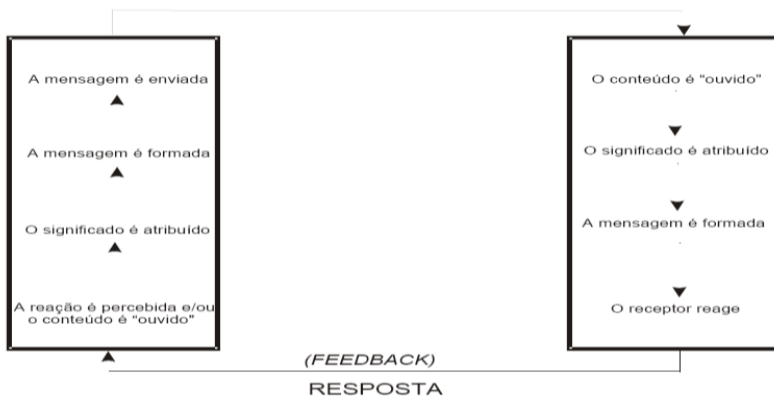 A mensagem é enviada
A mensagem é formada
O significado é atribuído
A reação é percebida e/ou
o conteúdo é "ouvido"
O conteúdo é "ouvido"
O significado é atribuído
A mensagem é formada
O receptor reage
(FEEDBACK)
RESPOSTA